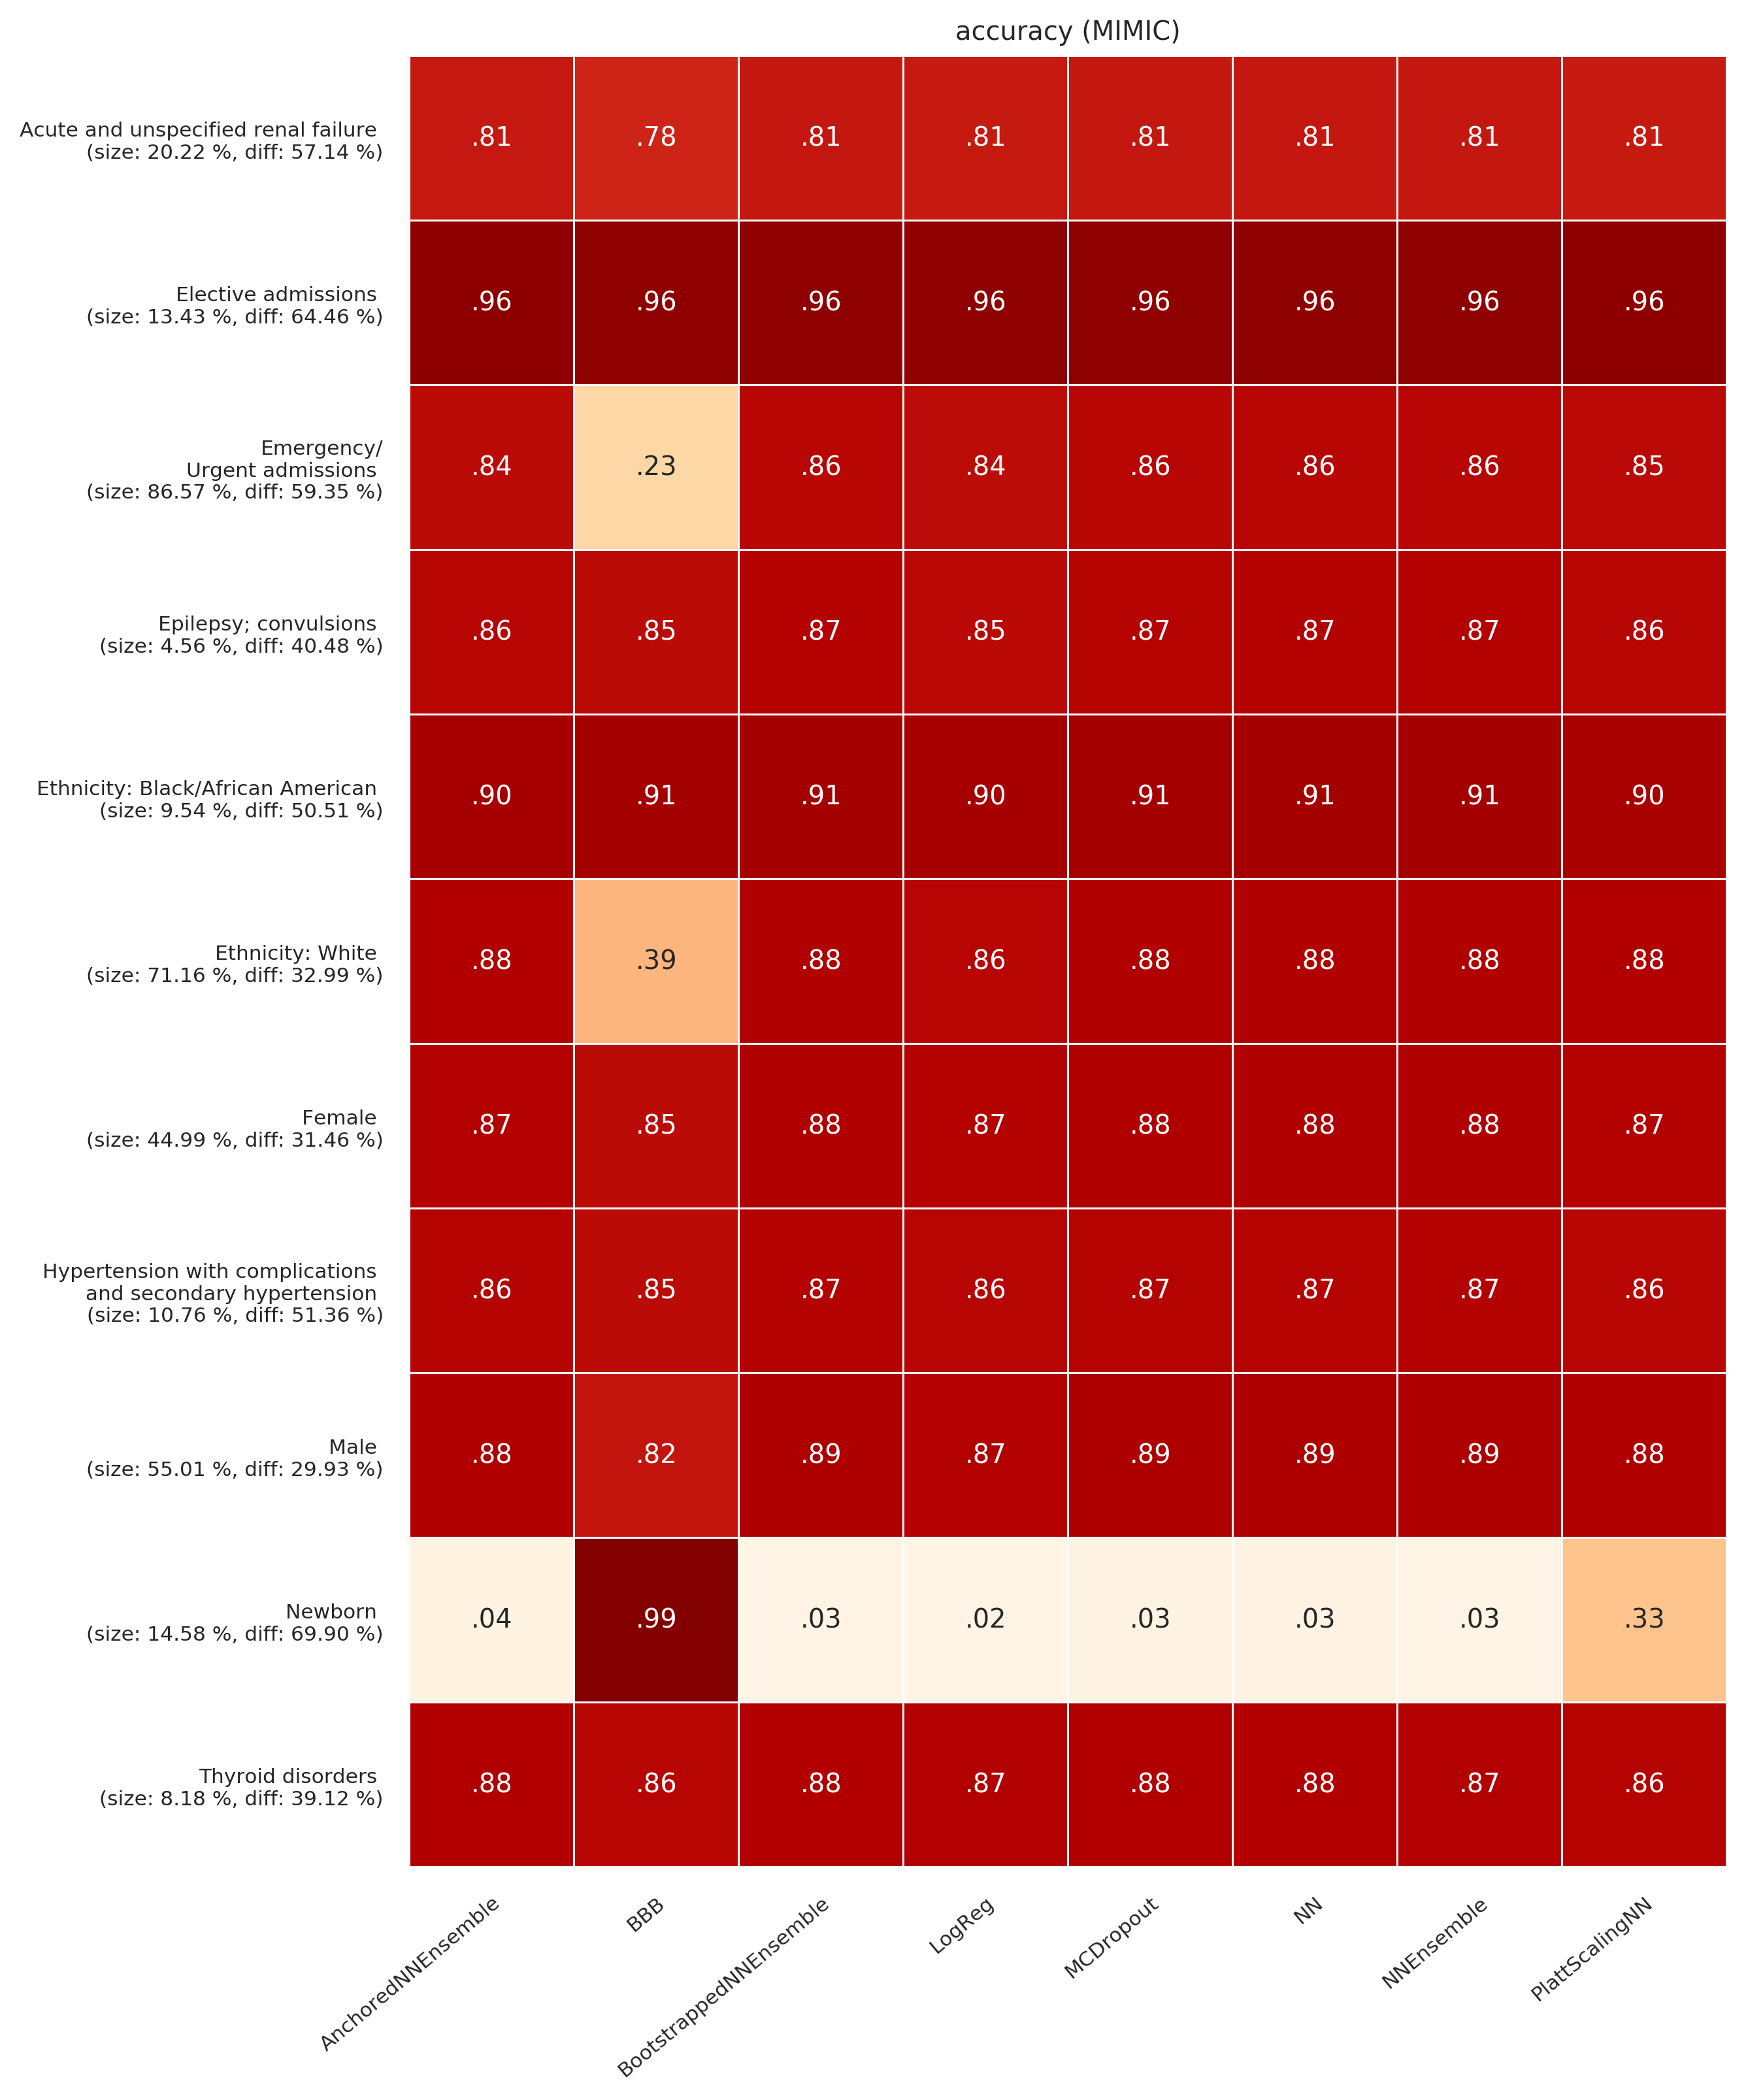 accuracy (MIMIC)
Acute and unspecified renal failure
(size: 20.22 %, diff: 57.14 %)
.81 .78 .81 .81 .81 .81 .81 .81
Elective admissions
(size: 13.43 %, diff: 64.46 %)
.96 .96 .96 .96 .96 .96 .96 .96
Emergency/
Urgent admissions
(size: 86.57 %, diff: 59.35 %)
.84 .23 .86 .84 .86 .86 .86 .85
Epilepsy; convulsions
(size: 4.56 %, diff: 40.48 %)
.86 .85 .87 .85 .87 .87 .87 .86
Ethnicity: Black/African American
(size: 9.54 %, diff: 50.51 %)
.90 .91 .91 .90 .91 .91 .91 .90
Ethnicity: White
(size: 71.16 %, diff: 32.99 %)
.88 .39 .88 .86 .88 .88 .88 .88
Female
(size: 44.99 %, diff: 31.46 %)
.87 .85 .88 .87 .88 .88 .88 .87
Hypertension with complications
and secondary hypertension
(size: 10.76 %, diff: 51.36 %)
.86 .85 .87 .86 .87 .87 .87 .86
Male
(size: 55.01 %, diff: 29.93 %)
.88 .82 .89 .87 .89 .89 .89 .88
Newborn
(size: 14.58 %, diff: 69.90 %)
.04 .99 .03 .02 .03 .03 .03 .33
Thyroid disorders
(size: 8.18 %, diff: 39.12 %)
.88 .86 .88 .87 .88 .88 .87 .86
AnchoredNNEnsemble
BBB
BootstrappedNNEnsemble
LogReg
MCDropout
NN
NNEnsemble
PlattScalingNN